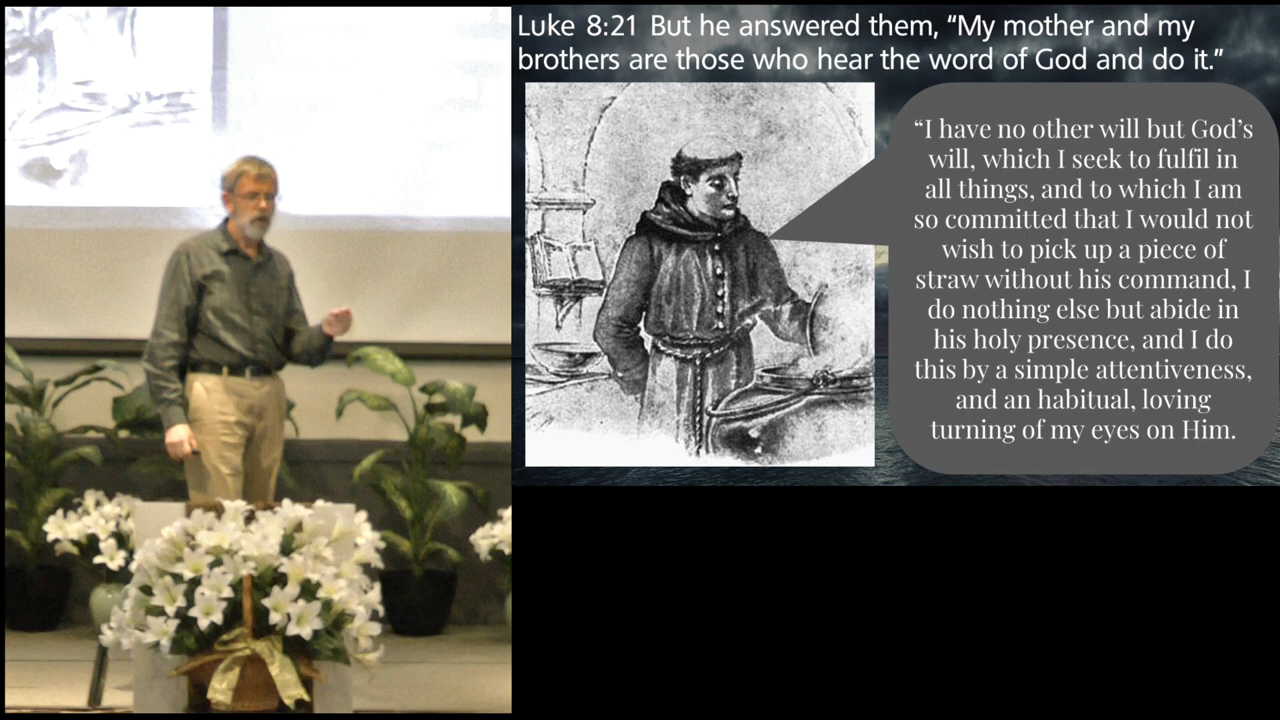 Luke 8:21 But he answered them, “My mother and my
brothers are those who hear the word of God and do it.”
“I have no other will but God’s
will, which I seek to fulfil in
all things, and to which I am
so committed that I would not
wish to pick up a piece of
straw without his command, I
do nothing else but abide in
his holy presence, and I do
this by a simple attentiveness,
and an habitual, loving
turning of my eyes on Him.